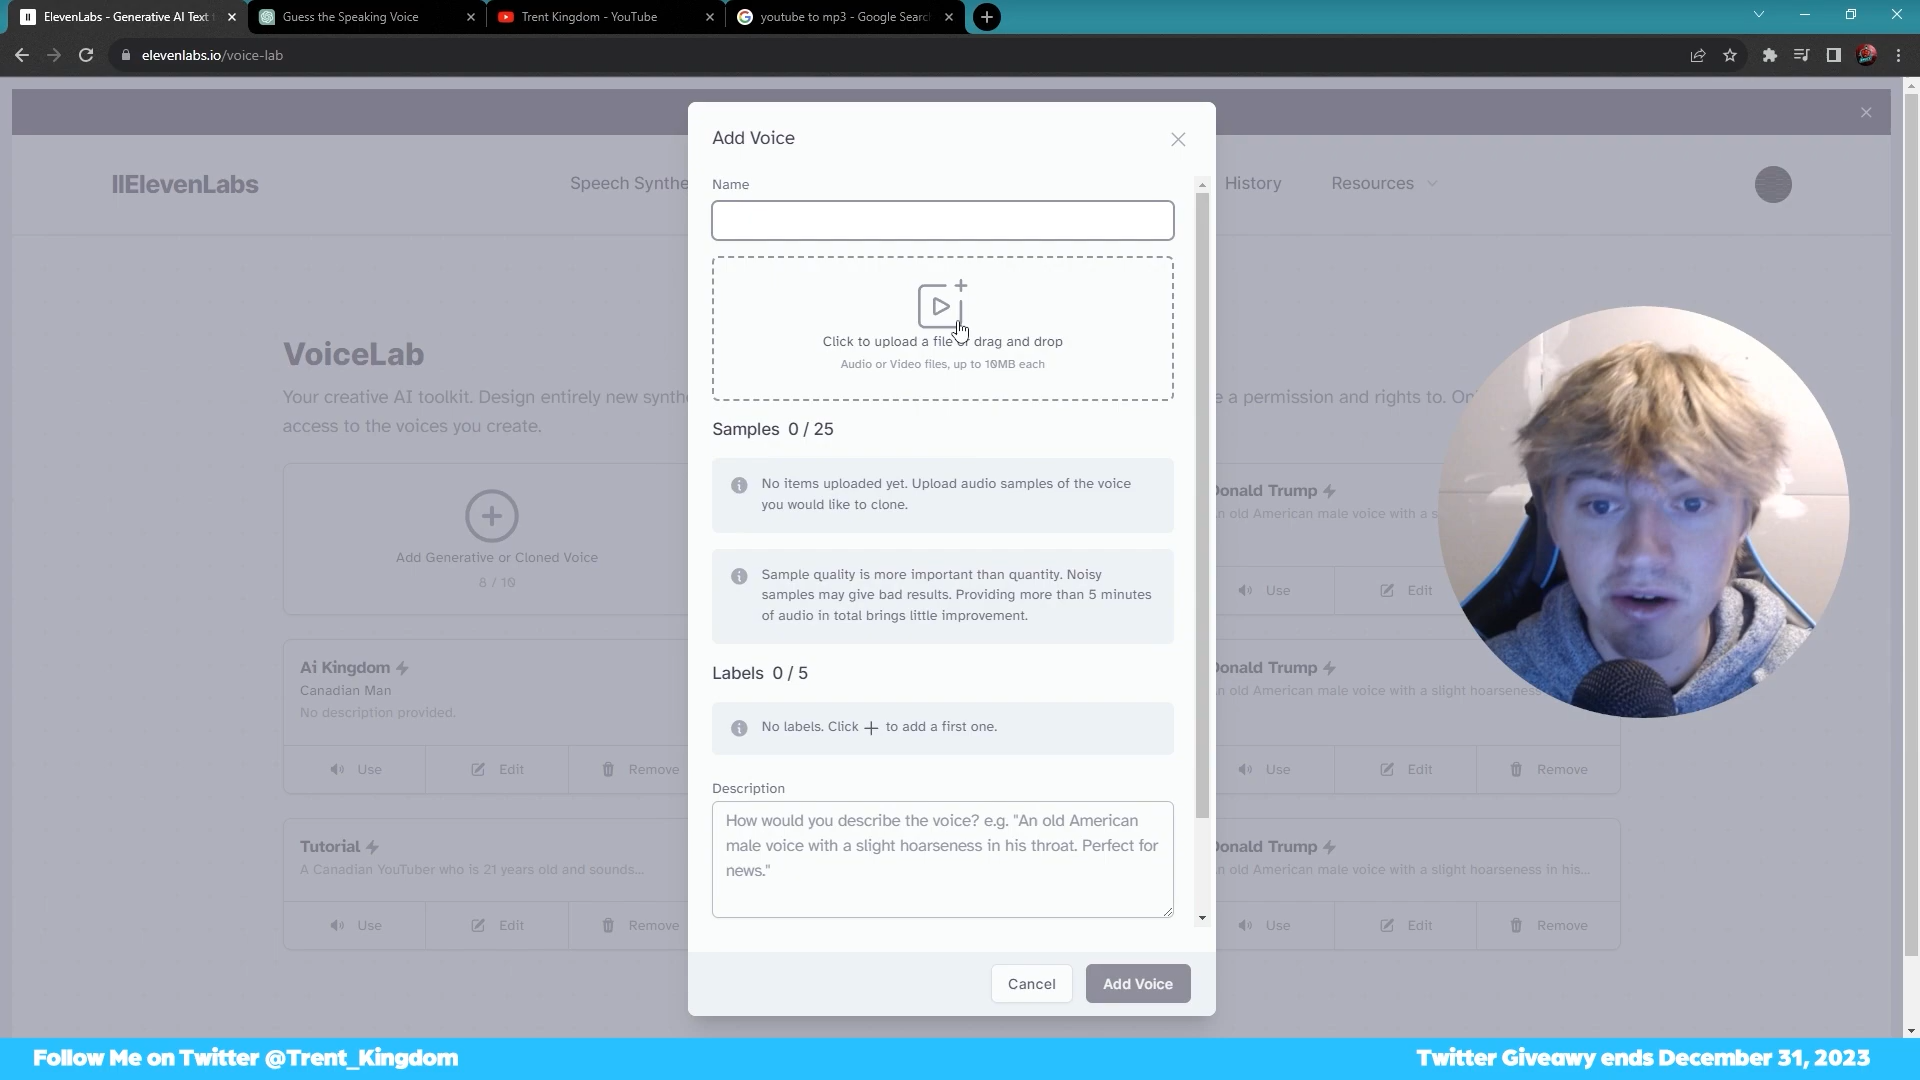 ElevenLabs - Generative AI Text
Guess the Speaking Voice
Trent Kingdom - YouTube
youtube to mp3 - Google Searc
elevenlabs.io/voice-lab
IIElevenLabs
Speech Synthe
History
Resources
VoiceLab
Your creative AI toolkit. Design entirely new synthe
e a permission and rights to. On
access to the voices you create.
Add Generative or Cloned Voice
8 / 10
Add Voice
Name
Click to upload a file or drag and drop
Audio or Video files, up to 10MB each
Samples 0 / 25
No items uploaded yet. Upload audio samples of the voice
you would like to clone.
Sample quality is more important than quantity. Noisy
samples may give bad results. Providing more than 5 minutes
of audio in total brings little improvement.
Labels 0 / 5
No labels. Click + to add a first one.
Description
How would you describe the voice? e.g. "An old American
male voice with a slight hoarseness in his throat. Perfect for
news."
Cancel
Add Voice
Donald Trump
n old American male voice with a s
Use
Edit
Ai Kingdom
Canadian Man
No description provided.
Use
Edit
Remove
Donald Trump
n old American male voice with a slight hoarseness
Use
Edit
Remove
Tutorial
A Canadian YouTuber who is 21 years old and sounds...
Use
Edit
Remove
Donald Trump
n old American male voice with a slight hoarseness in his...
Use
Edit
Remove
Follow Me on Twitter @Trent_Kingdom
Twitter Giveawy ends December 31, 2023